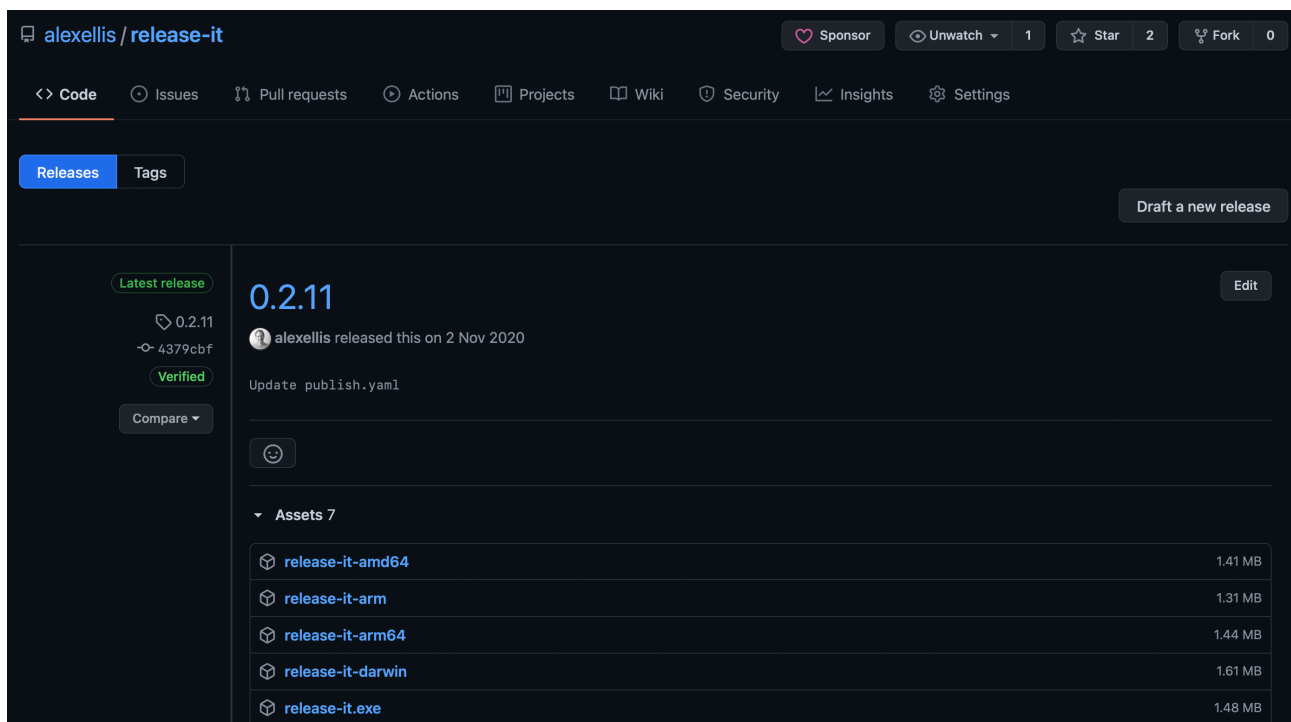 alexellis / release-it
Sponsor Unwatch 1 Star 2 Fork 0
<> Code Issues Pull requests Actions Projects Wiki Security Insights Settings
Releases Tags
Draft a new release
Latest release
0.2.11
4379cbf
Verified
Compare
0.2.11
Edit
alexellis released this on 2 Nov 2020
Update publish.yaml
Assets 7
release-it-amd64 1.41 MB
release-it-arm 1.31 MB
release-it-arm64 1.44 MB
release-it-darwin 1.61 MB
release-it.exe 1.48 MB